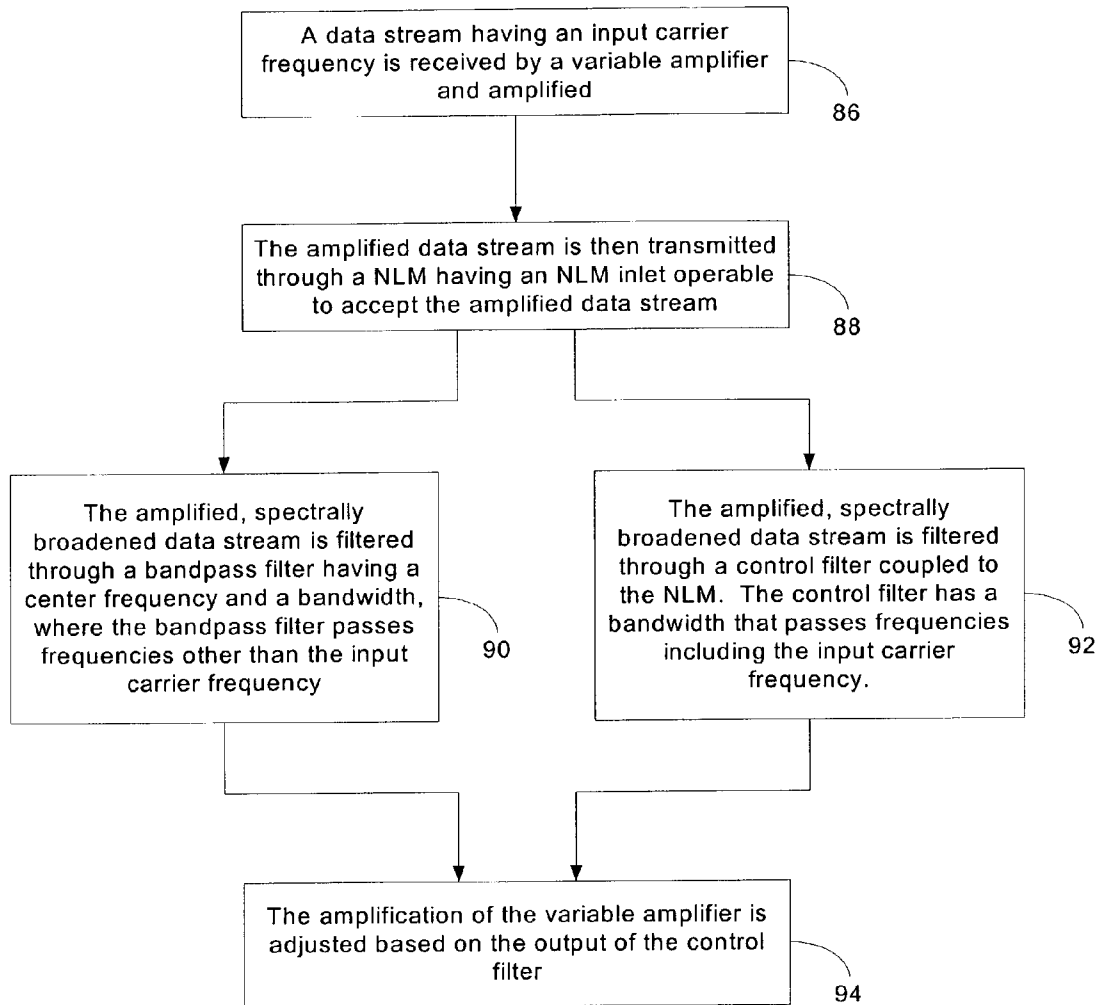 A data stream having an input carrier
frequency is received by a variable amplifier
and amplified
86
The amplified data stream is then transmitted
through a NLM having an NLM inlet operable
to accept the amplified data stream
88
The amplified, spectrally
broadened data stream is filtered
through a bandpass filter having a
center frequency and a bandwidth,
where the bandpass filter passes
frequencies other than the input
carrier frequency
90
The amplified, spectrally
broadened data stream is filtered
through a control filter coupled to
the NLM.  The control filter has a
bandwidth that passes frequencies
including the input carrier
frequency.
92
The amplification of the variable amplifier is
adjusted based on the output of the control
filter
94